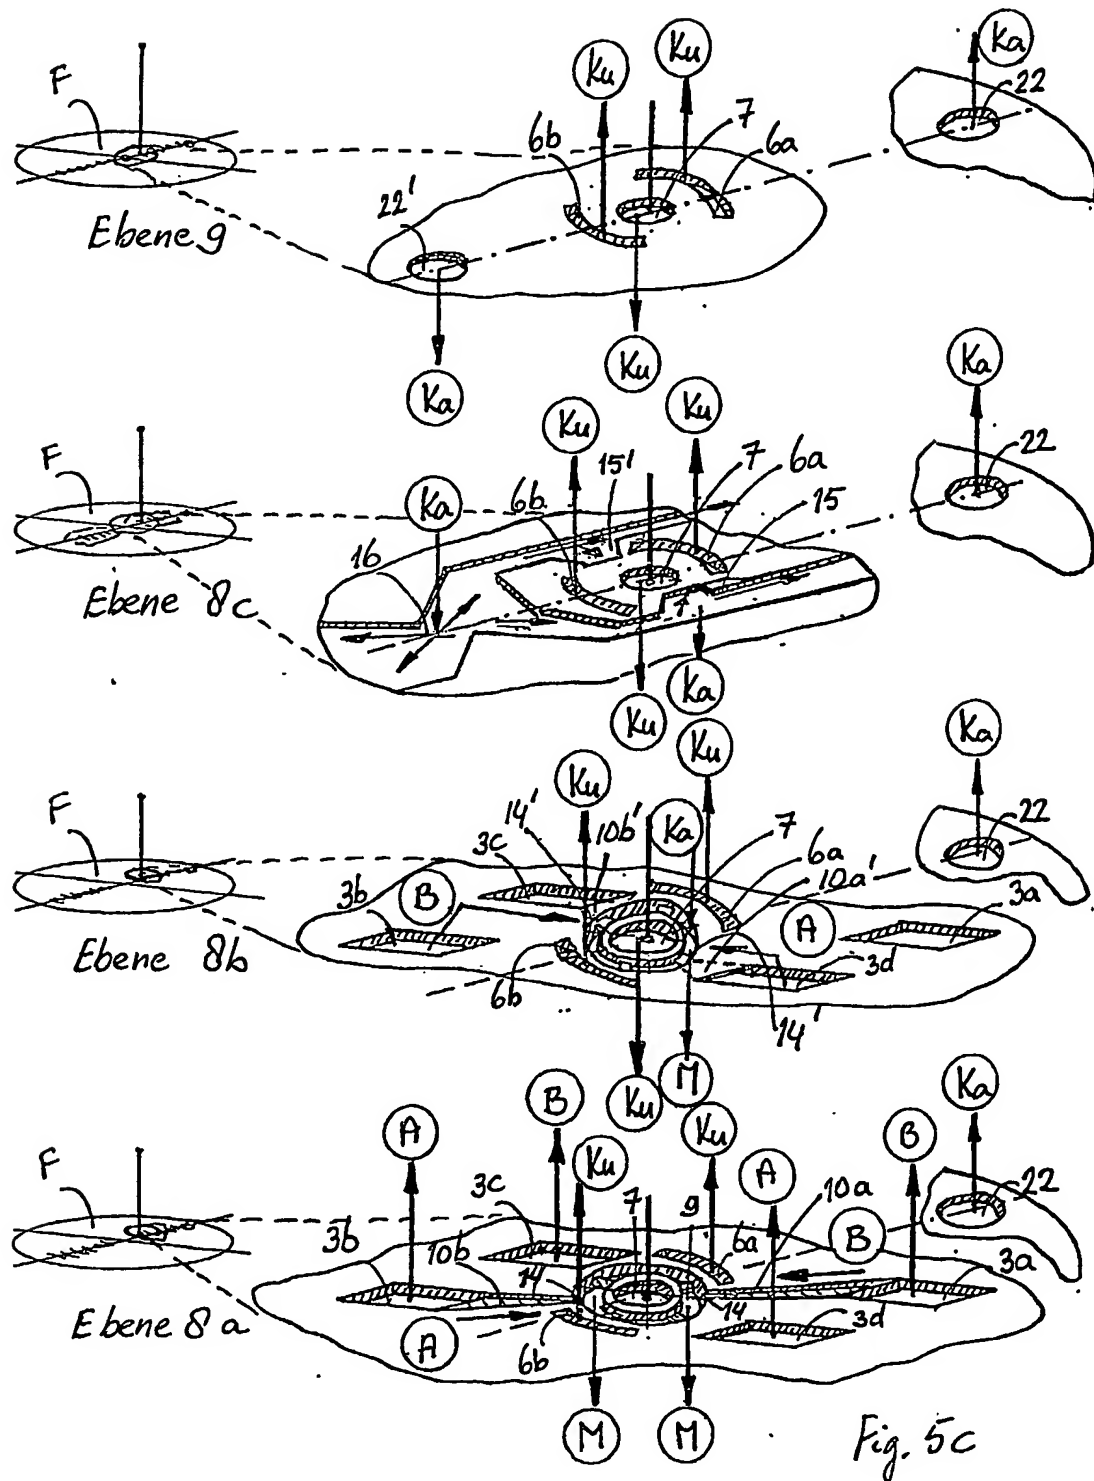 Ka
Ku
Ku
F
22
7
6b
6a
22'
Ebene 9
Ka
Ku
Ka
Ku
Ku
F
7
6a
22
15'
Ka
6b
15
16
Ebene 8c
Ka
Ku
Ku
Ka
Ku
F
14'
10b'
Ka
7
22
3c
6a
10a'
3b
B
A
3a
Ebene 8b
3d
6b
14'
M
Ku
B
Ka
A
Ku
B
F
Ku
A
22
3c
7
9
10a
3b
10b
6a
B
3a
14
14
Ebene 8a
A
6b
3d
M
M
Fig. 5c